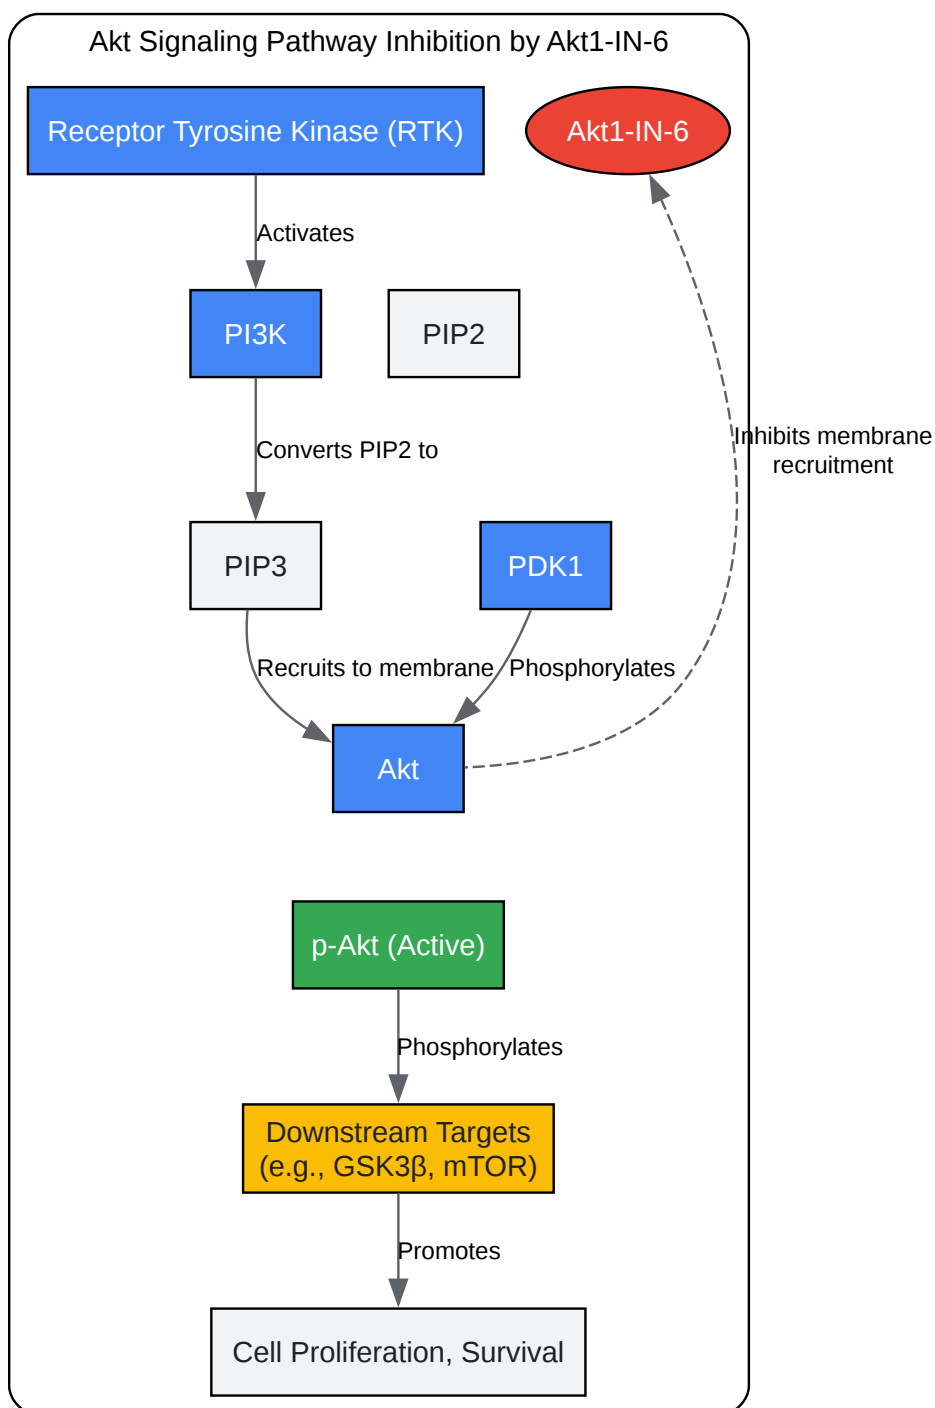 Akt Signaling Pathway Inhibition by Akt1-IN-6
Receptor Tyrosine Kinase (RTK)
Akt1-IN-6
Activates
PI3K
PIP2
Converts PIP2 to
Inhibits membrane
recruitment
PIP3
PDK1
Recruits to membrane
Phosphorylates
Akt
p-Akt (Active)
Phosphorylates
Downstream Targets
(e.g., GSK3β, mTOR)
Promotes
Cell Proliferation, Survival